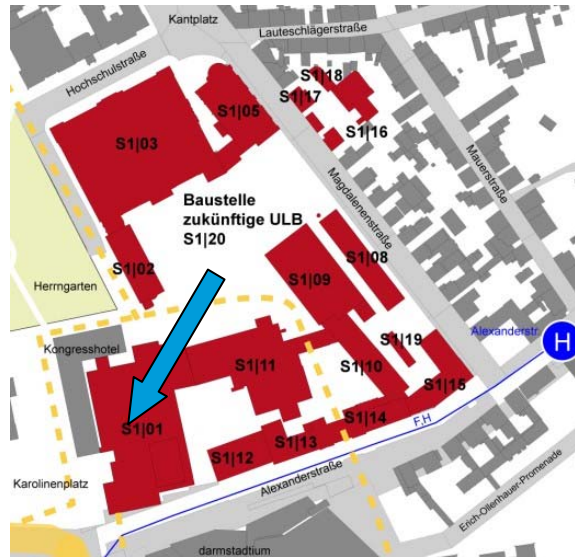 Kantplatz
Lauteschlägerstraße
Hochschulstraße
S1|18
S1|17
S1|05
S1|16
S1|03
Mauerstraße
Magdalenenstraße
Baustelle
zukünftige ULB
S1|20
S1|02
S1|08
S1|09
Herrngarten
Alexanderstr.
H
S1|19
Kongresshotel
S1|11
S1|10
S1|15
S1|14
F,H
S1|01
S1|13
S1|12
Karolinenplatz
Alexanderstraße
Erich-Ollenhauer-Promenade
darmstadtium